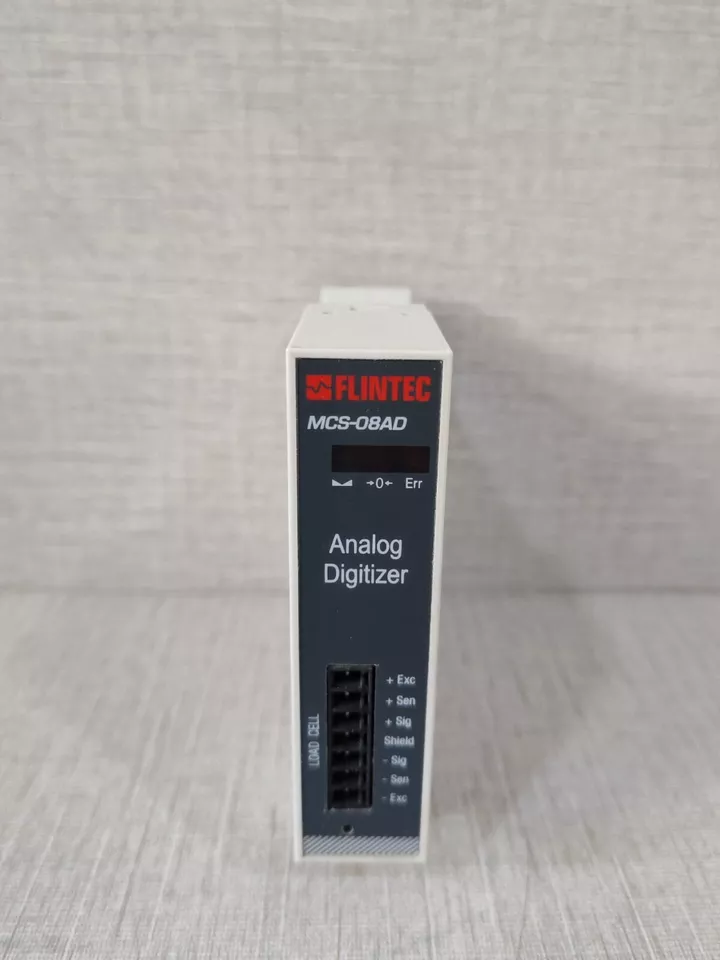 FLINTEC
MCS-08AD
→0← Err
Analog
Digitizer
LOAD CELL
+ Exc
+ Sen
+ Sig
Shield
- Sig
- Sen
- Exc